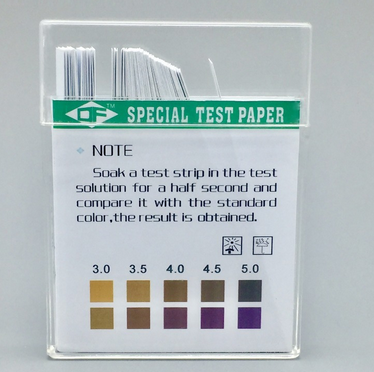 DF™ SPECIAL TEST PAPER
NOTE
Soak a test strip in the test
solution for a half second and
compare it with the standard
color,the result is obtained.
3.0 3.5 4.0 4.5 5.0